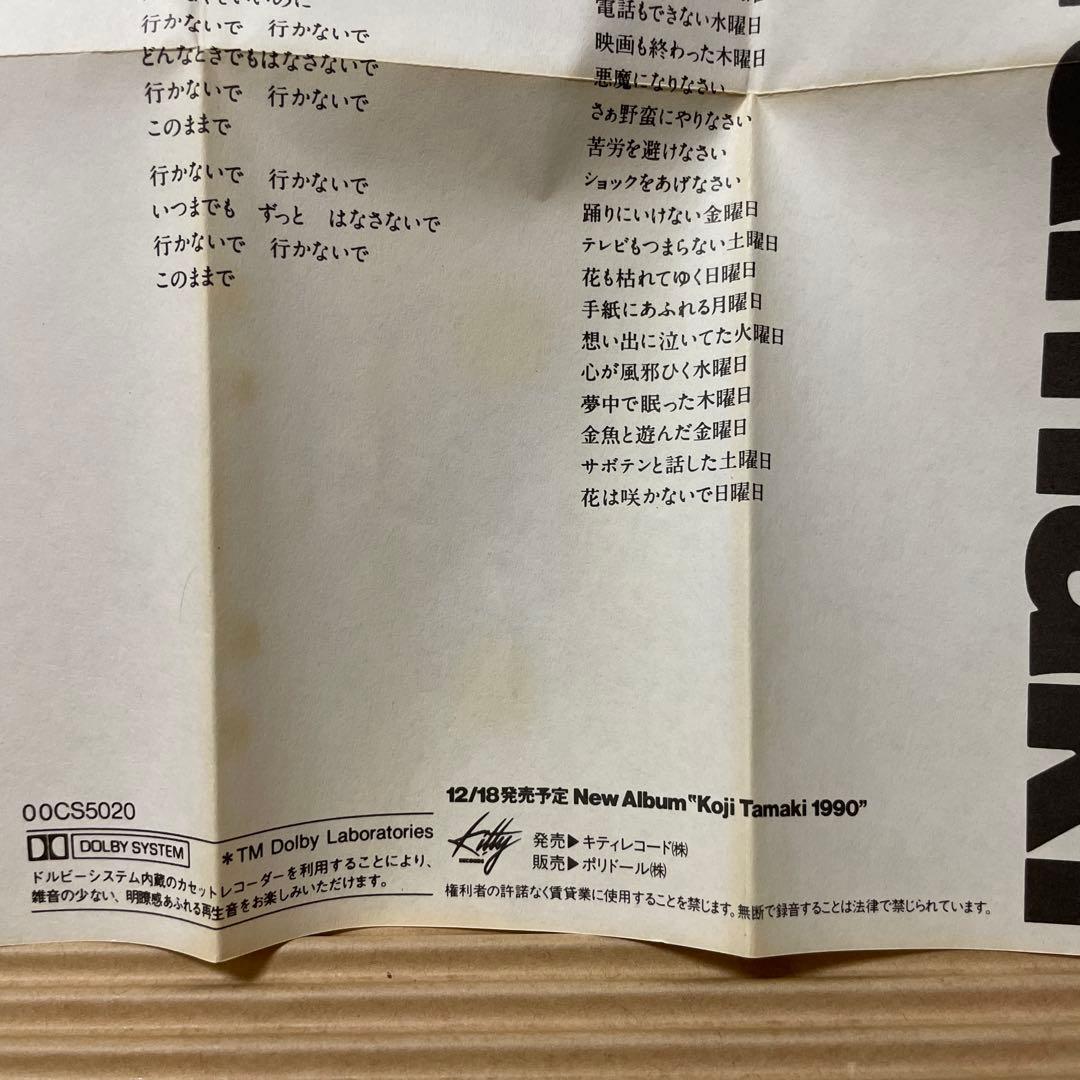 行かないで 行かないで
どんなときでもはなさないで
行かないで 行かないで
このままで
行かないで 行かないで
いつまでも ずっと はなさないで
行かないで 行かないで
このままで
電話もできない水曜日
映画も終わった木曜日
悪魔になりなさい
さぁ野蛮にやりなさい
苦労を避けなさい
ショックをあげなさい
踊りにいけない金曜日
テレビもつまらない土曜日
花も枯れてゆく日曜日
手紙にあふれる月曜日
想い出に泣いてた火曜日
心が風邪ひく水曜日
夢中で眠った木曜日
金魚と遊んだ金曜日
サボテンと話した土曜日
花は咲かないで日曜日
00CS5020
DOLBY SYSTEM
*TM Dolby Laboratories
ドルビーシステム内蔵のカセットレコーダーを利用することにより、
雑音の少ない、明瞭感あふれる再生音をお楽しみいただけます。
12/18発売予定 New Album "Koji Tamaki 1990"
Kitty
発売▶キティレコード㈱
販売▶ポリドール㈱
権利者の許諾なく賃貸業に使用することを禁じます。無断で録音することは法律で禁じられています。